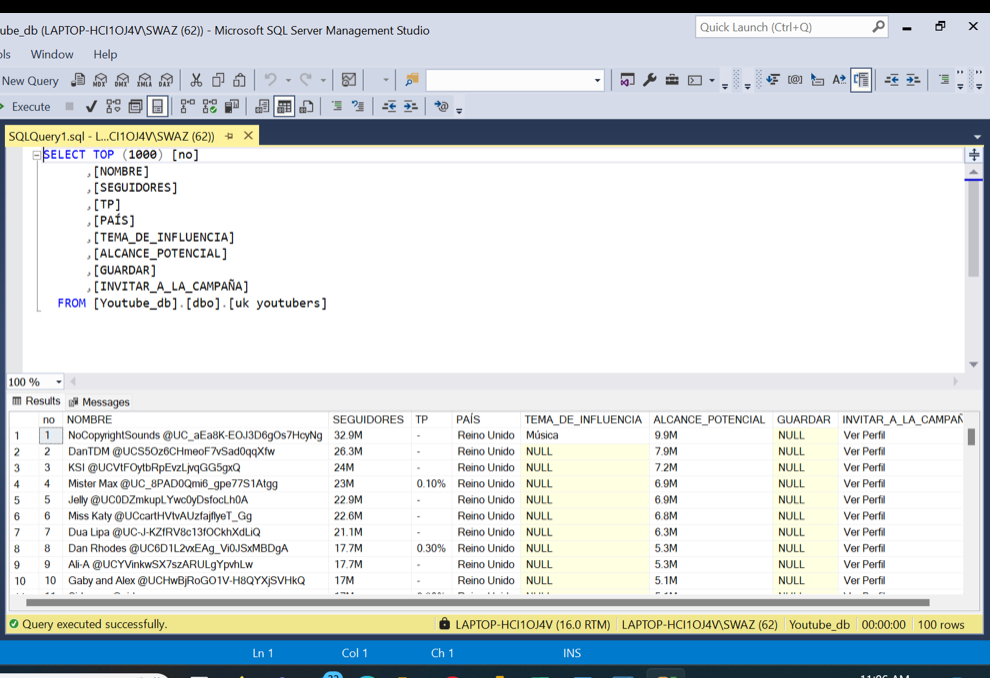 ube_db (LAPTOP-HCI1OJ4V\SWAZ (62)) - Microsoft SQL Server Management Studio
Quick Launch (Ctrl+Q)
ols Window Help
New Query MDX DMX XMLA DAX
Execute
SQLQuery1.sql - L...CI1OJ4V\SWAZ (62))
SELECT TOP (1000) [no]
,[NOMBRE]
,[SEGUIDORES]
,[TP]
,[PAÍS]
,[TEMA_DE_INFLUENCIA]
,[ALCANCE_POTENCIAL]
,[GUARDAR]
,[INVITAR_A_LA_CAMPAÑA]
FROM [Youtube_db].[dbo].[uk youtubers]
100 %
Results Messages
no NOMBRE SEGUIDORES TP PAÍS TEMA_DE_INFLUENCIA ALCANCE_POTENCIAL GUARDAR INVITAR_A_LA_CAMPAÑ
1 1 NoCopyrightSounds @UC_aEa8K-EOJ3D6gOs7HcyNg 32.9M - Reino Unido Música 9.9M NULL Ver Perfil
2 2 DanTDM @UCS5Oz6CHmeoF7vSad0qqXfw 26.3M - Reino Unido NULL 7.9M NULL Ver Perfil
3 3 KSI @UCVtFOytbRpEvzLjvqGG5gxQ 24M - Reino Unido NULL 7.2M NULL Ver Perfil
4 4 Mister Max @UC_8PAD0Qmi6_gpe77S1Atgg 23M 0.10% Reino Unido NULL 6.9M NULL Ver Perfil
5 5 Jelly @UC0DZmkupLYwc0yDsfocLh0A 22.9M - Reino Unido NULL 6.9M NULL Ver Perfil
6 6 Miss Katy @UCcartHVtvAUzfajflyeT_Gg 22.6M - Reino Unido NULL 6.8M NULL Ver Perfil
7 7 Dua Lipa @UC-J-KZfRV8c13fOCkhXdLiQ 21.1M - Reino Unido NULL 6.3M NULL Ver Perfil
8 8 Dan Rhodes @UC6D1L2vxEAg_Vi0JSxMBDgA 17.7M 0.30% Reino Unido NULL 5.3M NULL Ver Perfil
9 9 Ali-A @UCYVinkwSX7szARULgYpvhLw 17.7M - Reino Unido NULL 5.3M NULL Ver Perfil
10 10 Gaby and Alex @UCHwBjRoGO1V-H8QYXjSVHkQ 17M - Reino Unido NULL 5.1M NULL Ver Perfil
Query executed successfully. LAPTOP-HCI1OJ4V (16.0 RTM) LAPTOP-HCI1OJ4V\SWAZ (62) Youtube_db 00:00:00 100 rows
Ln 1 Col 1 Ch 1 INS